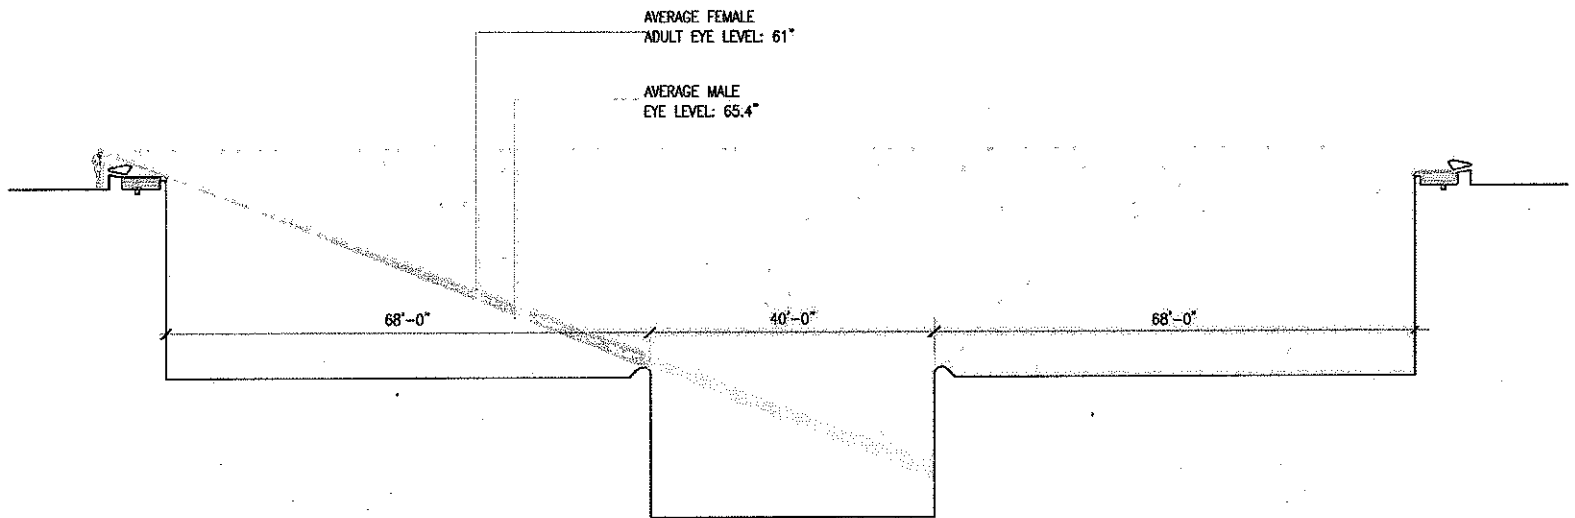 AVERAGE FEMALE
ADULT EYE LEVEL: 61"
AVERAGE MALE
EYE LEVEL: 65.4"
68'-0"
40'-0"
68'-0"